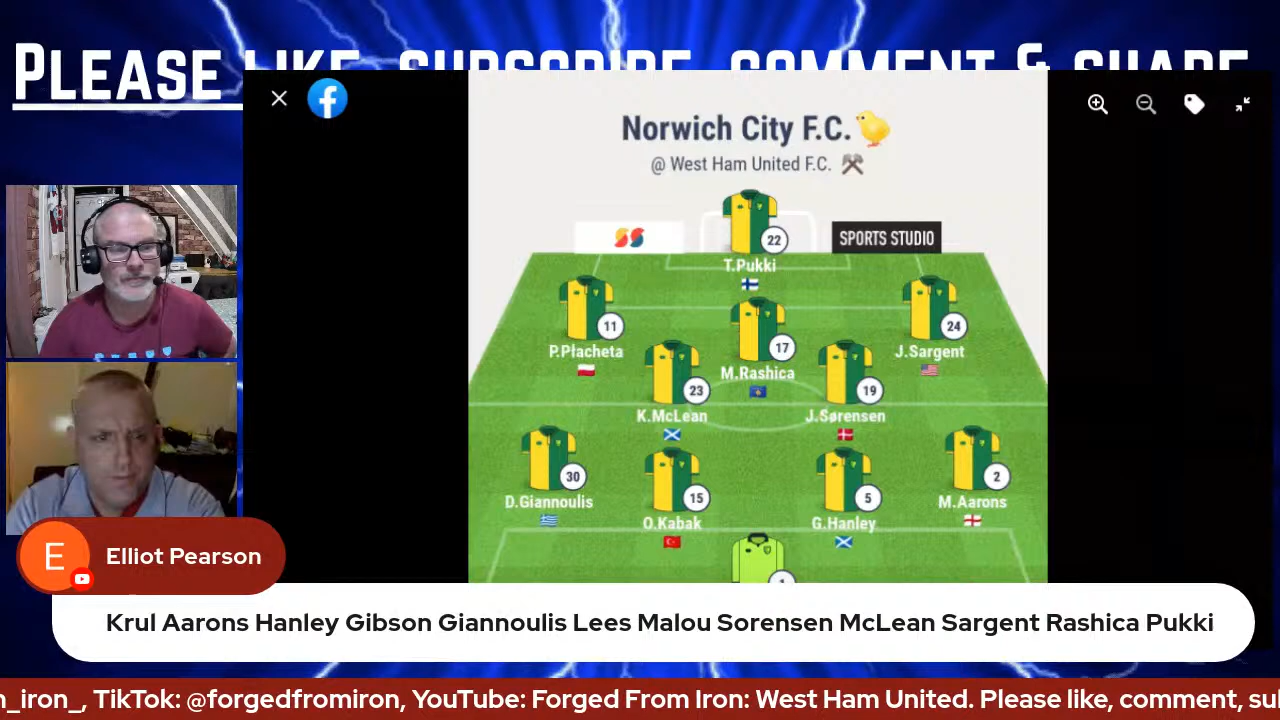 PLEASE LIKE, SUBSCRIBE, COMMENT & SHARE
Norwich City F.C.
@ West Ham United F.C.
22
SPORTS STUDIO
T.Pukki
11
24
17
P.Płacheta
J.Sargent
M.Rashica
23
19
K.McLean
J.Sørensen
30
2
15
5
D.Giannoulis
M.Aarons
O.Kabak
G.Hanley
E
Elliot Pearson
Krul Aarons Hanley Gibson Giannoulis Lees Malou Sorensen McLean Sargent Rashica Pukki
n_iron_, TikTok: @forgedfromiron, YouTube: Forged From Iron: West Ham United. Please like, comment, su